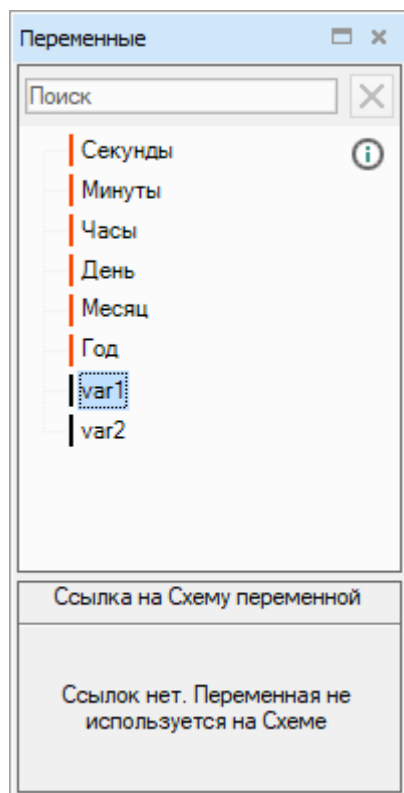 Переменные
Поиск
Секунды
Минуты
Часы
День
Месяц
Год
var1
var2
Ссылка на Схему переменной
Ссылок нет. Переменная не
используется на Схеме